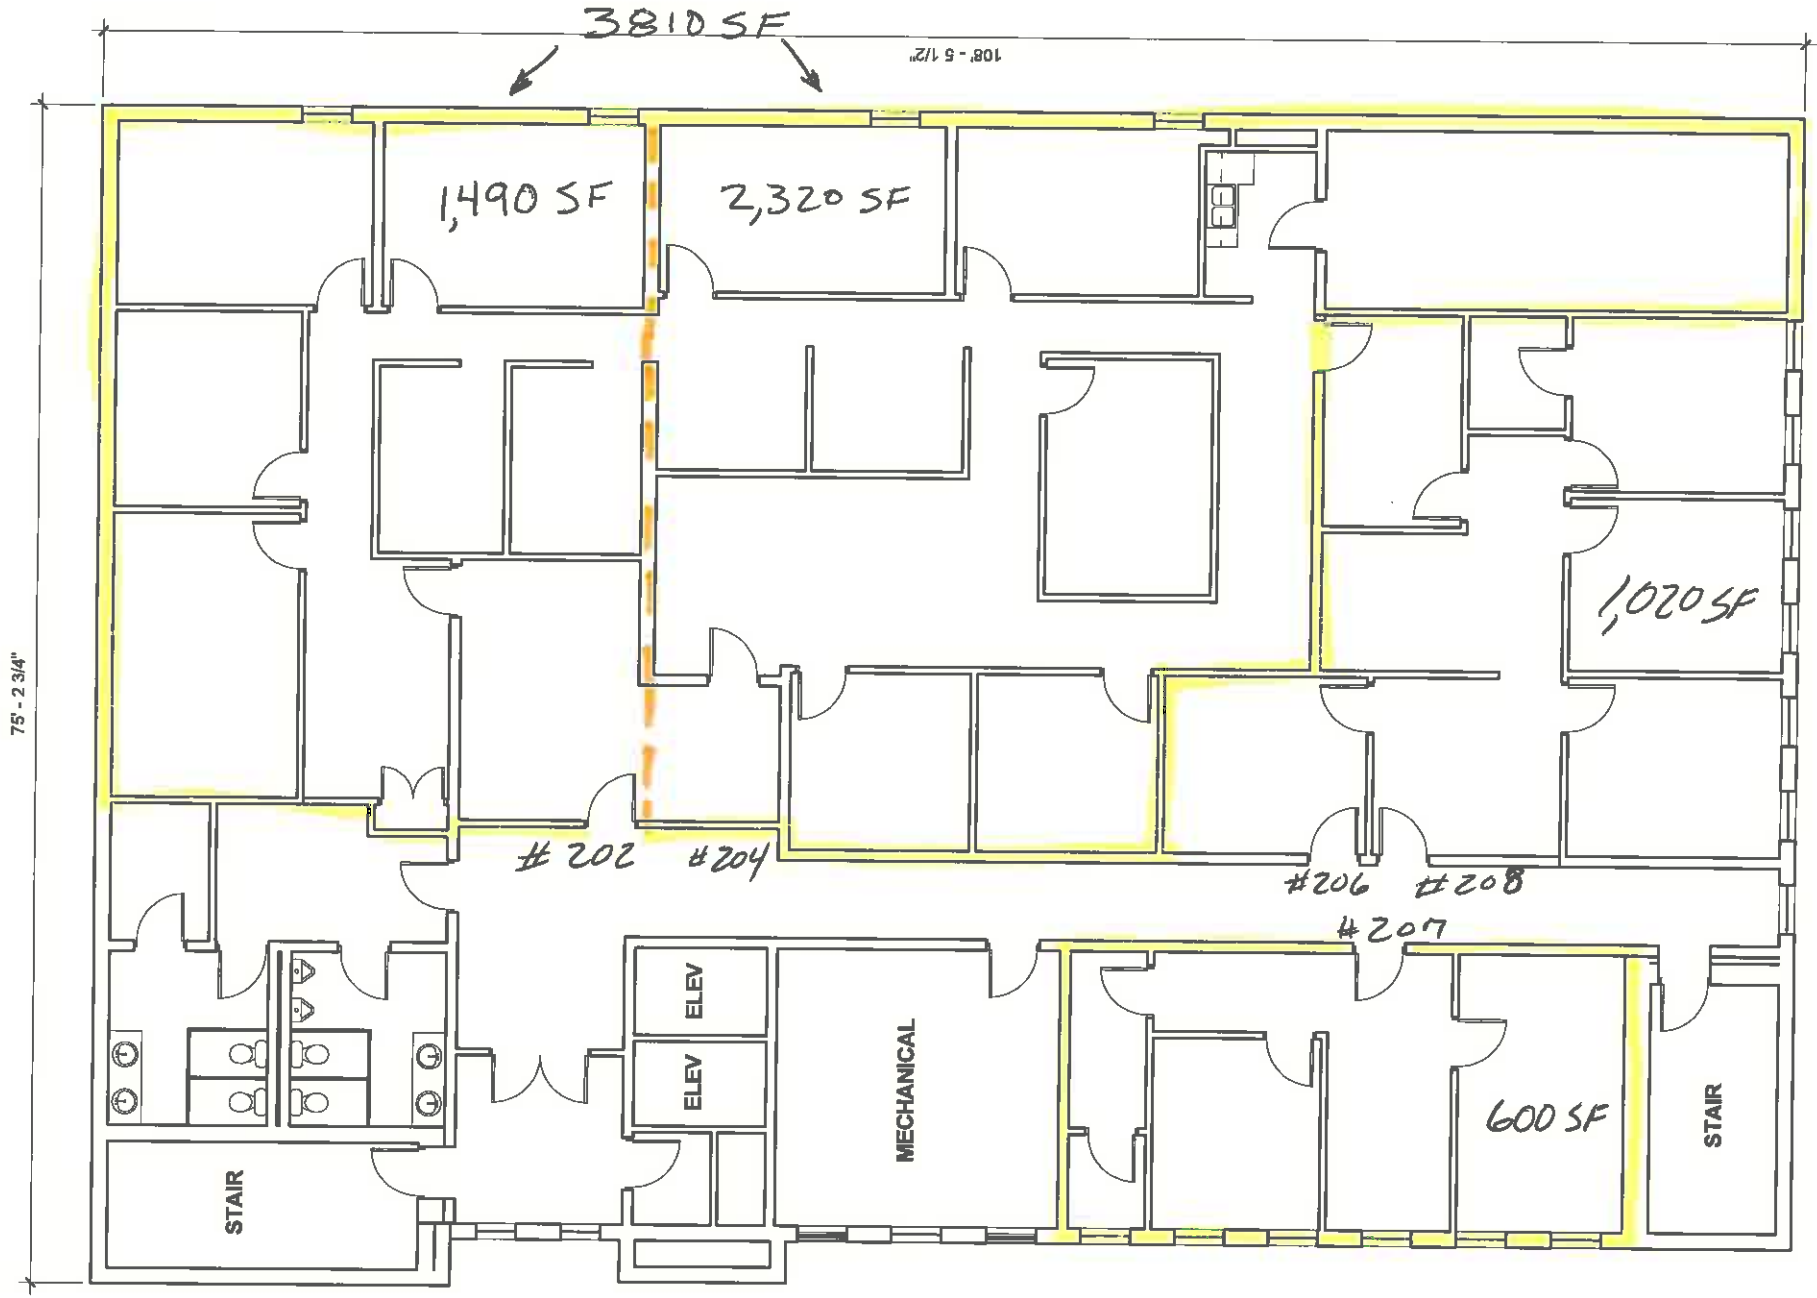 3810 SF
108' - 5 1/2"
1,490 SF
2,320 SF
1,020 SF
75' - 2 3/4"
# 202
#204
#206
#208
#207
ELEV
ELEV
MECHANICAL
600 SF
STAIR
STAIR